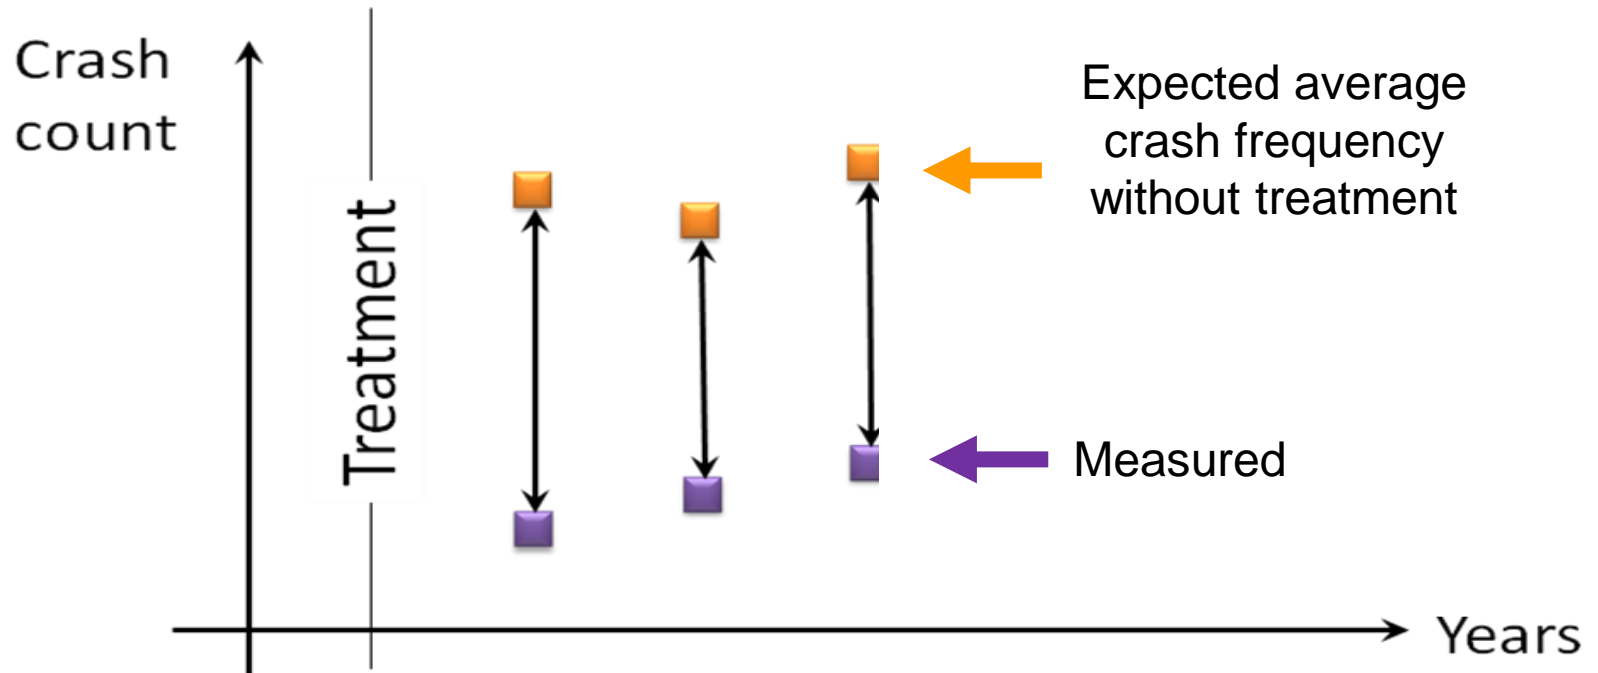 Crash
count
Treatment
Expected average
crash frequency
without treatment
Measured
Years